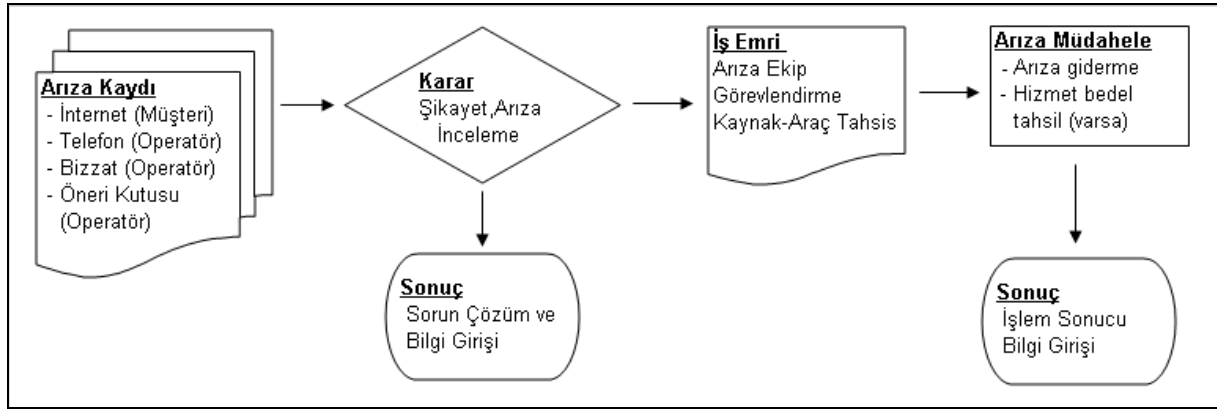 Arıza Kaydı
- İnternet (Müşteri)
- Telefon (Operatör)
- Bizzat (Operatör)
- Öneri Kutusu
(Operatör)
Karar
Şikayet,Arıza
İnceleme
Sonuç
Sorun Çözüm ve
Bilgi Girişi
İş Emri
Arıza Ekip
Görevlendirme
Kaynak-Araç Tahsis
Arıza Müdahele
- Arıza giderme
- Hizmet bedel
tahsil (varsa)
Sonuç
İşlem Sonucu
Bilgi Girişi